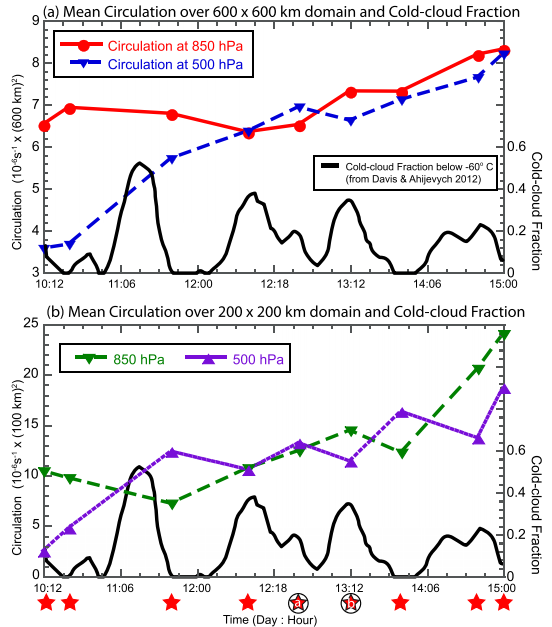 (a) Mean Circulation over 600 x 600 km domain and Cold-cloud Fraction
9
8
7
6
5
4
3
Circulation (10⁻⁶s⁻¹ x (600 km)²)
Circulation at 850 hPa
Circulation at 500 hPa
Cold-cloud Fraction below -60° C
(from Davis & Ahijevych 2012)
0.6
0.4
0.2
0
Cold-cloud Fraction
10:12
11:06
12:00
12:18
13:12
14:06
15:00
(b) Mean Circulation over 200 x 200 km domain and Cold-cloud Fraction
25
20
15
10
5
0
Circulation (10⁻⁶s⁻¹ x (100 km)²)
850 hPa
500 hPa
0.6
0.4
0.2
0
Cold-cloud Fraction
10:12
11:06
12:00
12:18
13:12
14:06
15:00
a
b
Time (Day : Hour)